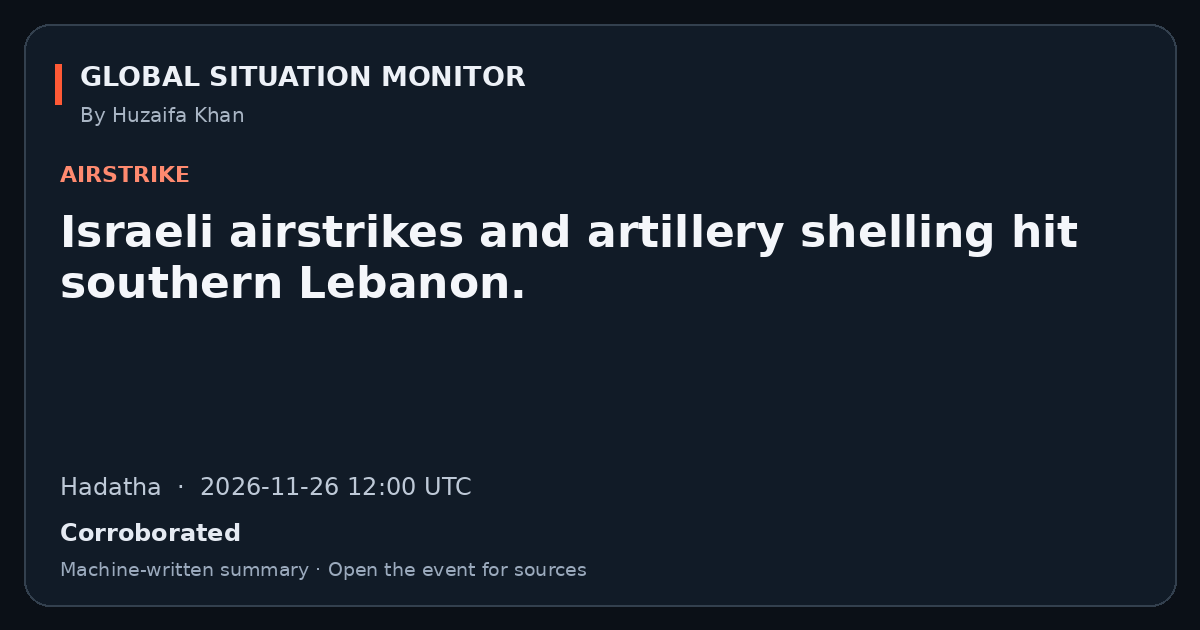 GLOBAL SITUATION MONITOR
By Huzaifa Khan
AIRSTRIKE
Israeli airstrikes and artillery shelling hit
southern Lebanon.
Hadatha · 2026-11-26 12:00 UTC
Corroborated
Machine-written summary · Open the event for sources